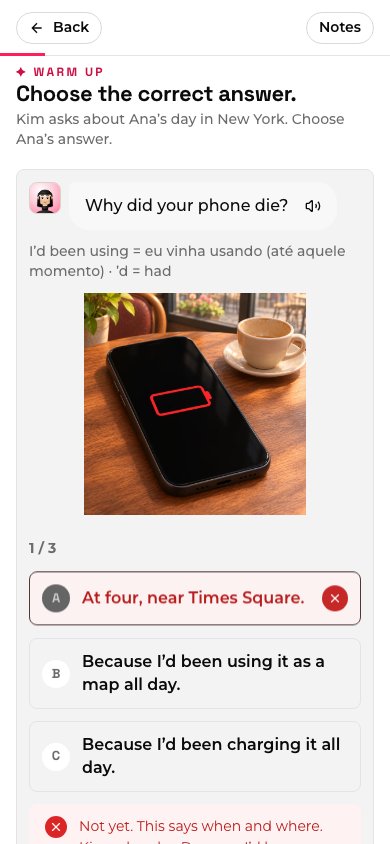 Back
Notes
WARM UP
Choose the correct answer.
Kim asks about Ana’s day in New York. Choose
Ana’s answer.
Why did your phone die?
I’d been using = eu vinha usando (até aquele
momento) · ’d = had
1 / 3
A
At four, near Times Square.
B
Because I’d been using it as a
map all day.
C
Because I’d been charging it all
day.
Not yet. This says when and where.